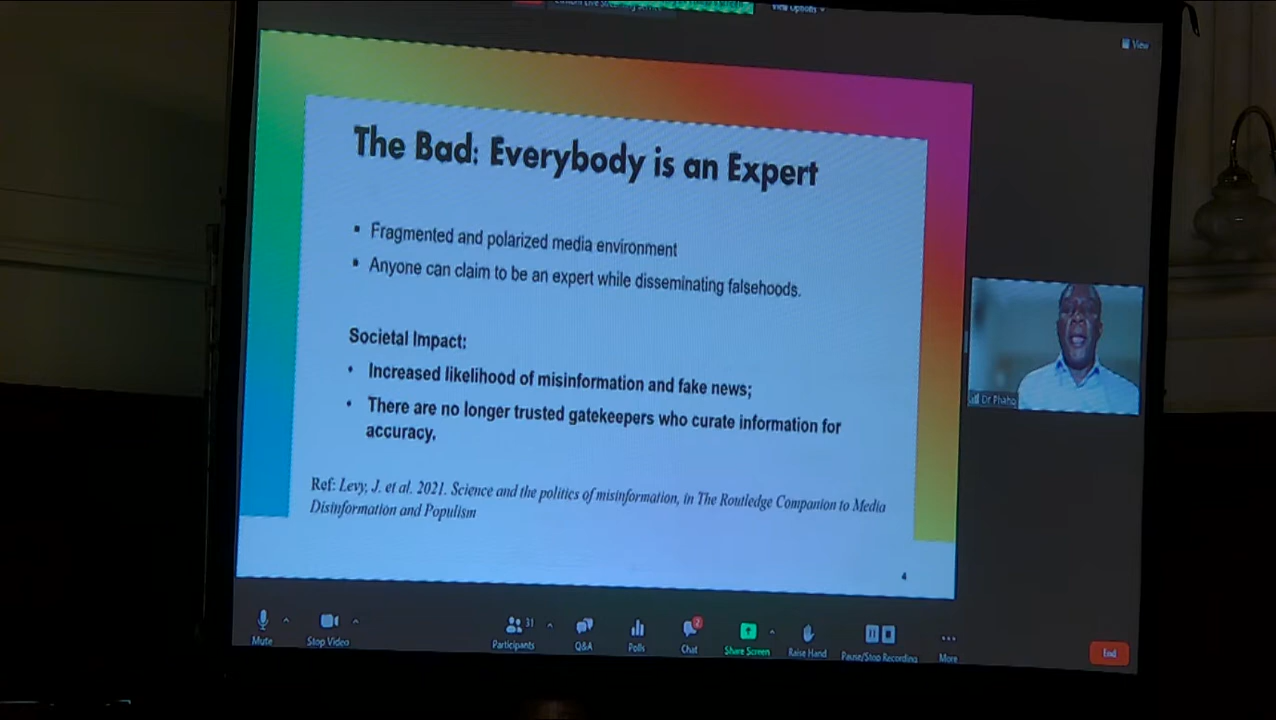 View Options
View
The Bad: Everybody is an Expert
▪ Fragmented and polarized media environment
▪ Anyone can claim to be an expert while disseminating falsehoods.
Societal Impact:
• Increased likelihood of misinformation and fake news;
• There are no longer trusted gatekeepers who curate information for
accuracy.
Ref: Levy, J. et al. 2021. Science and the politics of misinformation, in The Routledge Companion to Media
Disinformation and Populism
4
Dr Phaho
31
2
Mute
Stop Video
Participants
Q&A
Polls
Chat
Share Screen
Raise Hand
Pause/Stop Recording
More
End